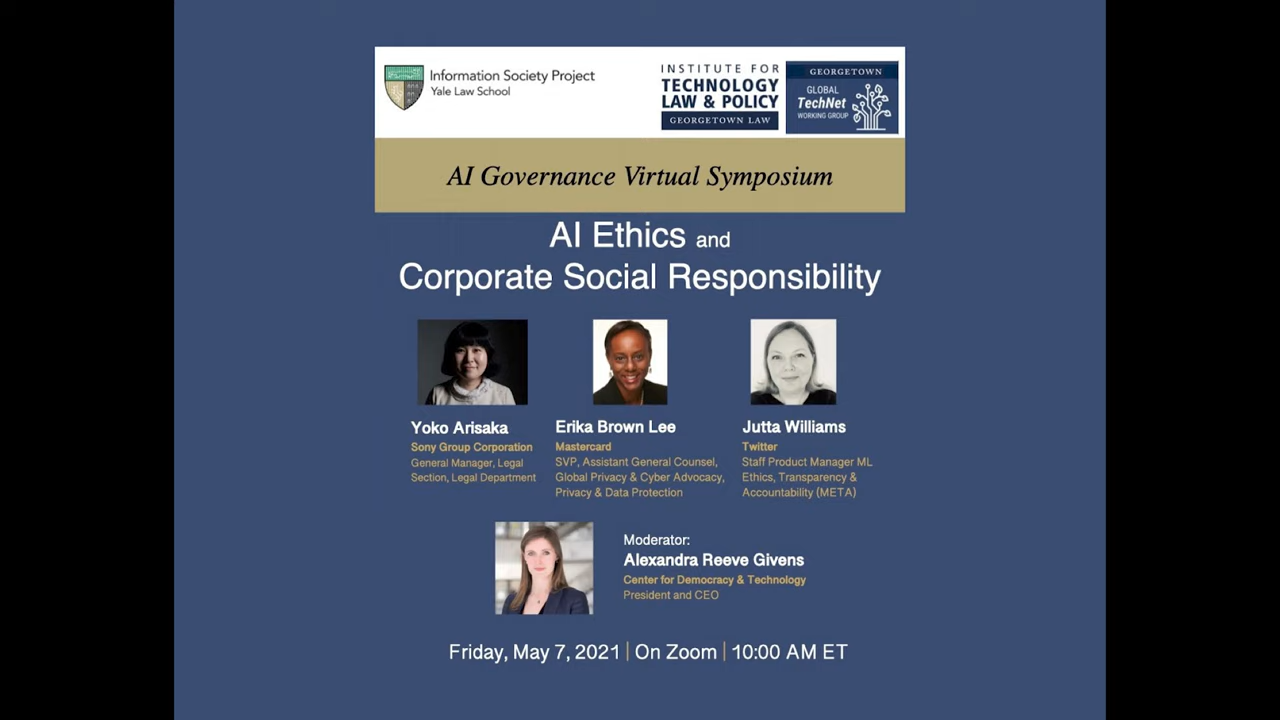 Information Society Project
Yale Law School
INSTITUTE FOR
TECHNOLOGY
LAW & POLICY
GEORGETOWN LAW
GEORGETOWN
GLOBAL
TechNet
WORKING GROUP
AI Governance Virtual Symposium
AI Ethics and
Corporate Social Responsibility
Yoko Arisaka
Sony Group Corporation
General Manager, Legal
Section, Legal Department
Erika Brown Lee
Mastercard
SVP, Assistant General Counsel,
Global Privacy & Cyber Advocacy,
Privacy & Data Protection
Jutta Williams
Twitter
Staff Product Manager ML
Ethics, Transparency &
Accountability (META)
Moderator:
Alexandra Reeve Givens
Center for Democracy & Technology
President and CEO
Friday, May 7, 2021 | On Zoom | 10:00 AM ET